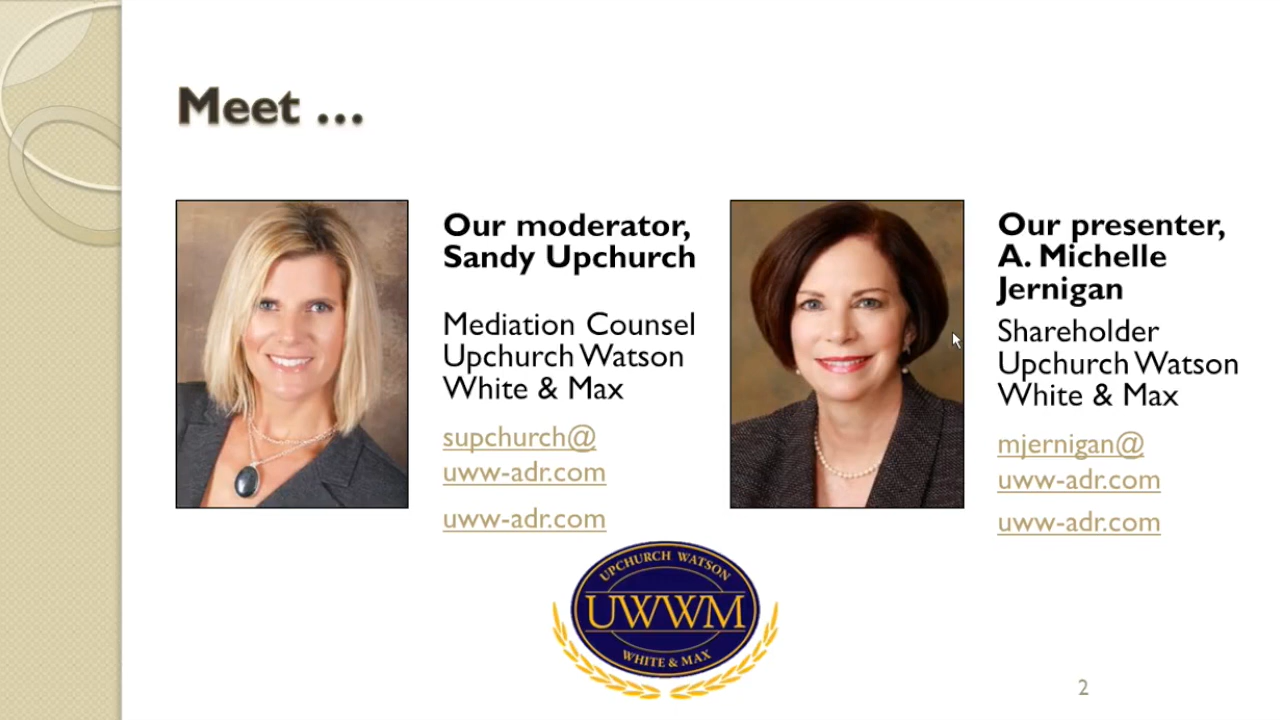 Meet ...
Our moderator,
Sandy Upchurch
Mediation Counsel
Upchurch Watson
White & Max
supchurch@
uww-adr.com
uww-adr.com
Our presenter,
A. Michelle
Jernigan
Shareholder
Upchurch Watson
White & Max
mjernigan@
uww-adr.com
uww-adr.com
UPCHURCH WATSON
UWWM
WHITE & MAX
2